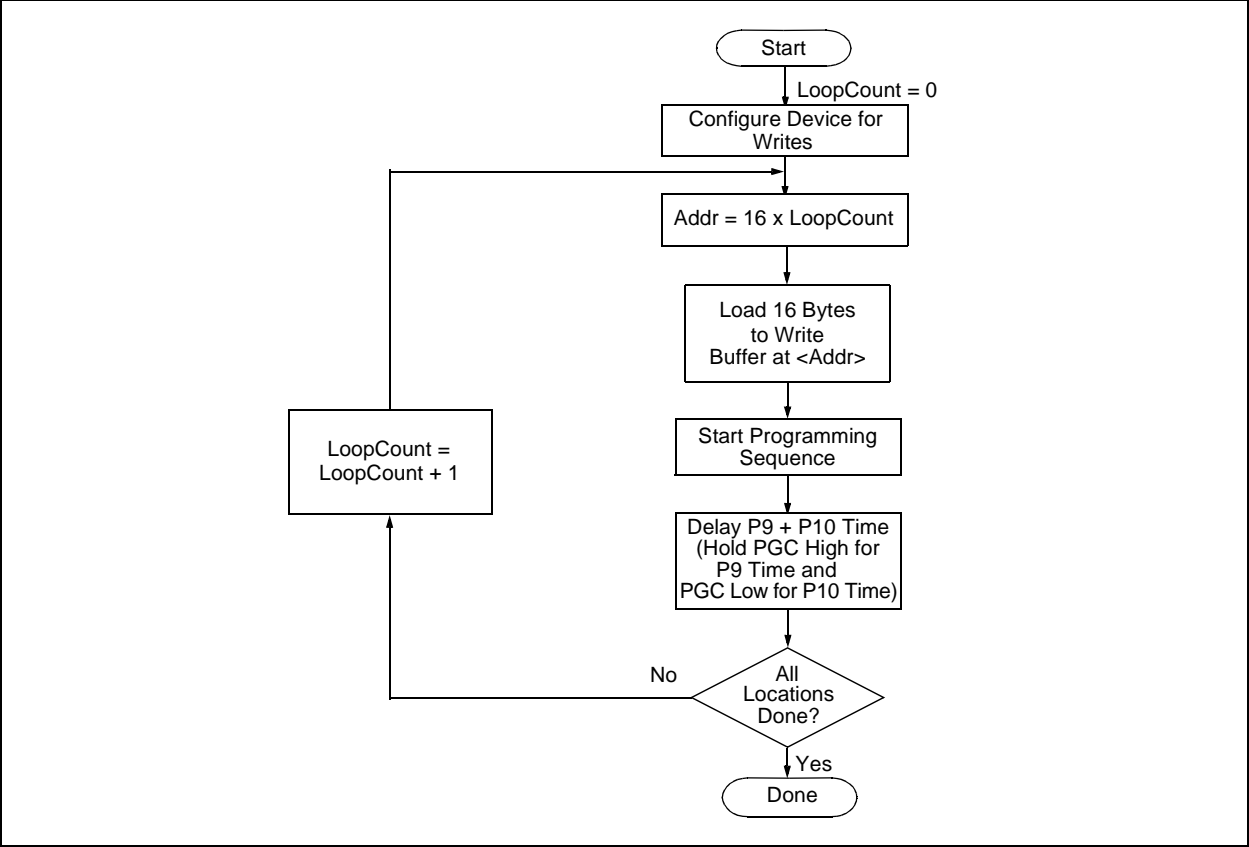 Start
LoopCount = 0
Configure Device for
Writes
Addr = 16 x LoopCount
Load 16 Bytes
to Write
Buffer at <Addr>
Start Programming
Sequence
LoopCount =
LoopCount + 1
Delay P9 + P10 Time
(Hold PGC High for
P9 Time and
PGC Low for P10 Time)
All
Locations
Done?
No
Yes
Done